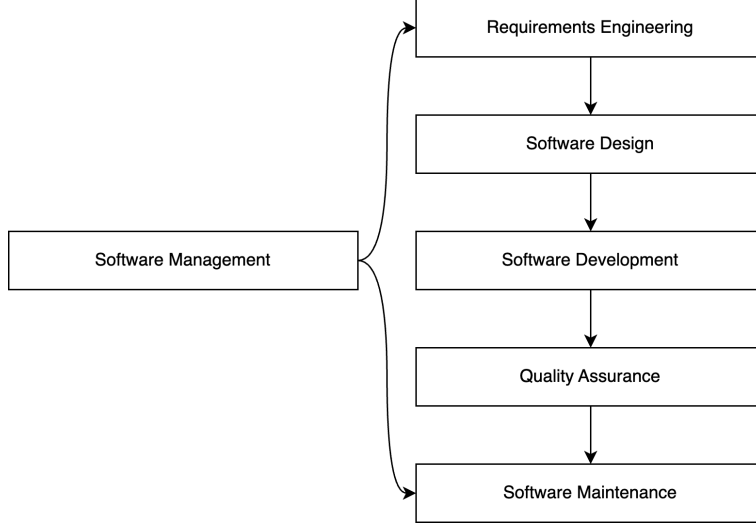 Requirements Engineering
Software Design
Software Management
Software Development
Quality Assurance
Software Maintenance